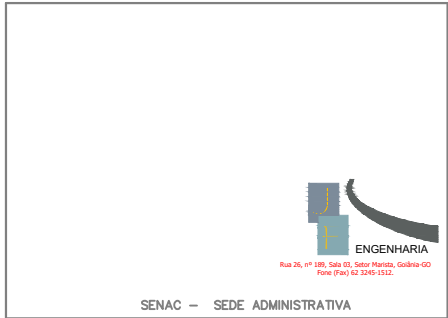 ENGENHARIA
Rua 26, nº 189, Sala 03, Setor Marista, Goiânia-GO
Fone (Fax) 62 3245-1512.
SENAC - SEDE ADMINISTRATIVA